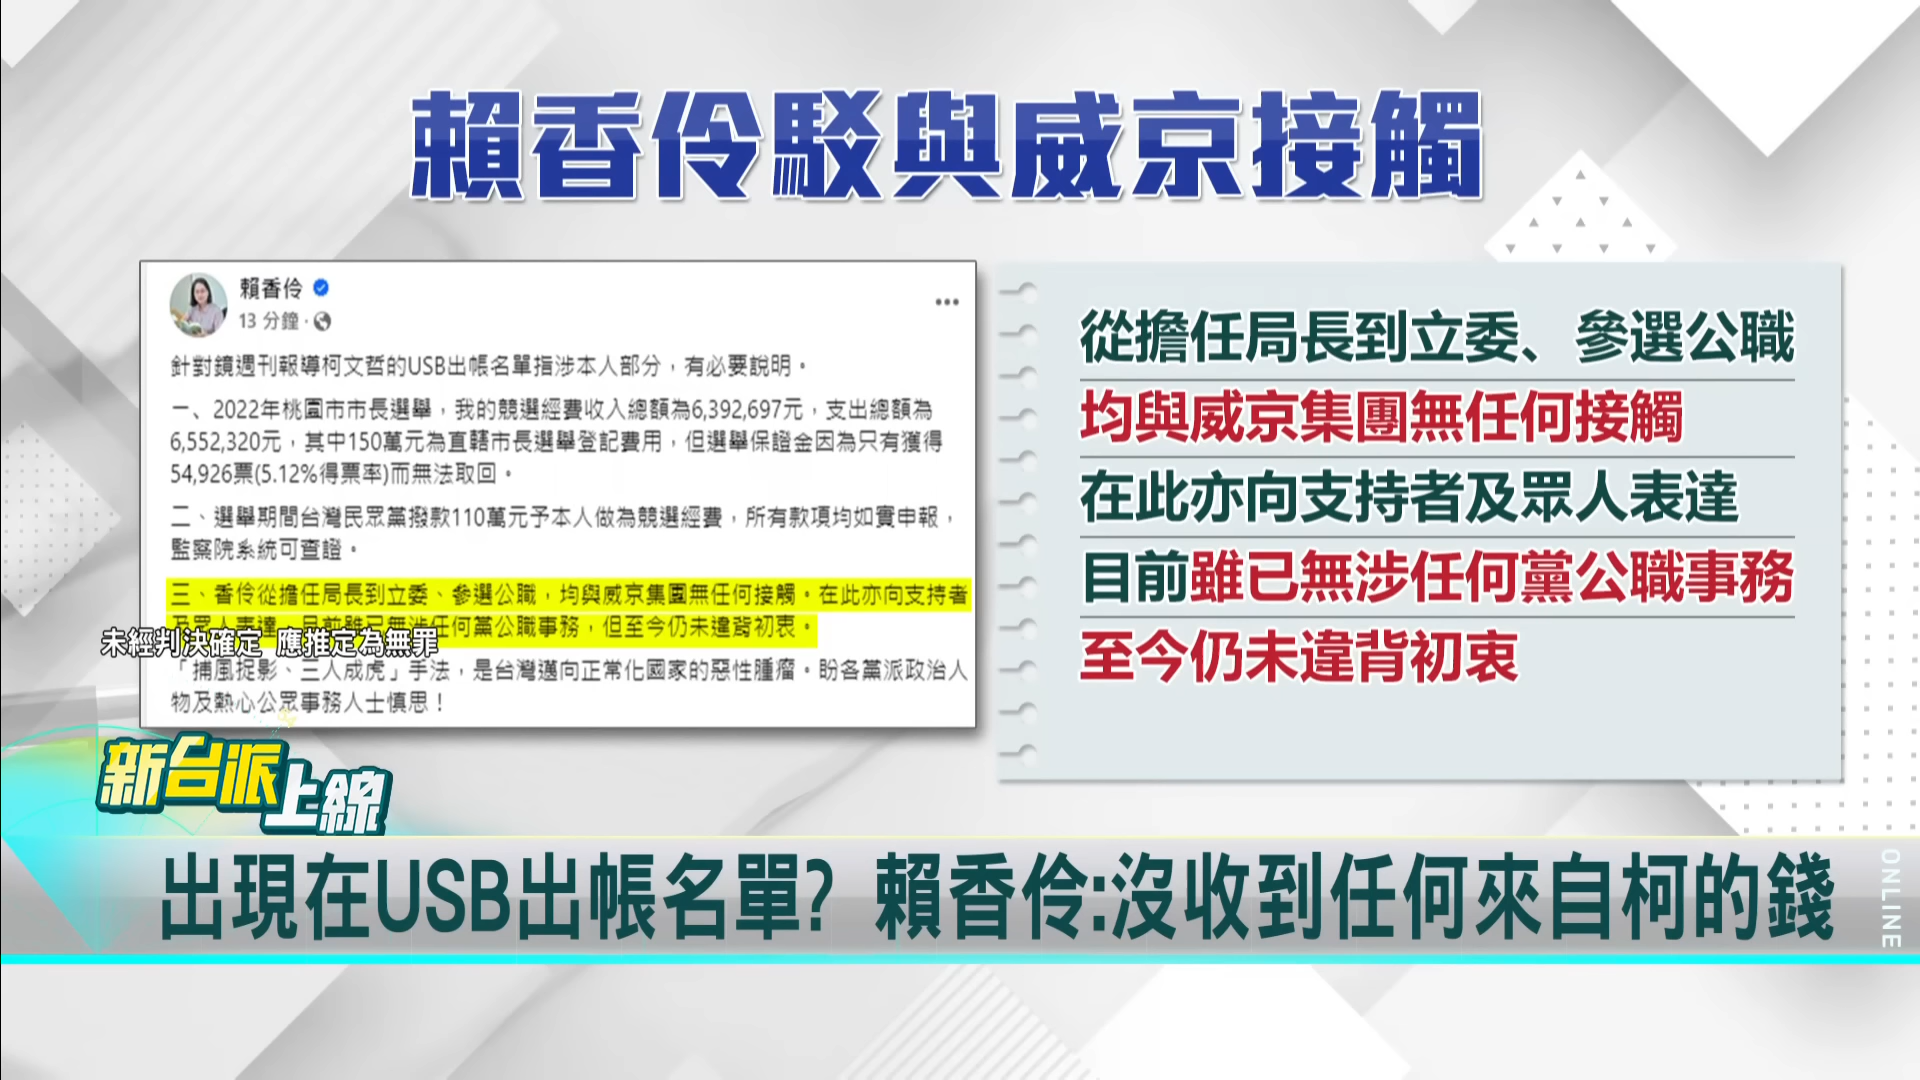 賴香伶駁與威京接觸
賴香伶
13 分鐘·
針對鏡週刊報導柯文哲的USB出帳名單指涉本人部分，有必要說明。
一、2022年桃園市市長選舉，我的競選經費收入總額為6,392,697元，支出總額為
6,552,320元，其中150萬元為直轄市長選舉登記費用，但選舉保證金因為只有獲得
54,926票(5.12%得票率)而無法取回。
二、選舉期間台灣民眾黨撥款110萬元予本人做為競選經費，所有款項均如實申報，
監察院系統可查證。
三、香伶從擔任局長到立委、參選公職，均與威京集團無任何接觸。在此亦向支持者
及眾人表達，目前雖已無涉任何黨公職事務，但至今仍未違背初衷。
未經判決確定 應推定為無罪
「捕風捉影、三人成虎」手法，是台灣邁向正常化國家的惡性腫瘤。盼各黨派政治人
物及熱心公眾事務人士慎思！
從擔任局長到立委、參選公職
均與威京集團無任何接觸
在此亦向支持者及眾人表達
目前雖已無涉任何黨公職事務
至今仍未違背初衷
新台派上線
出現在USB出帳名單? 賴香伶:沒收到任何來自柯的錢
ONLINE